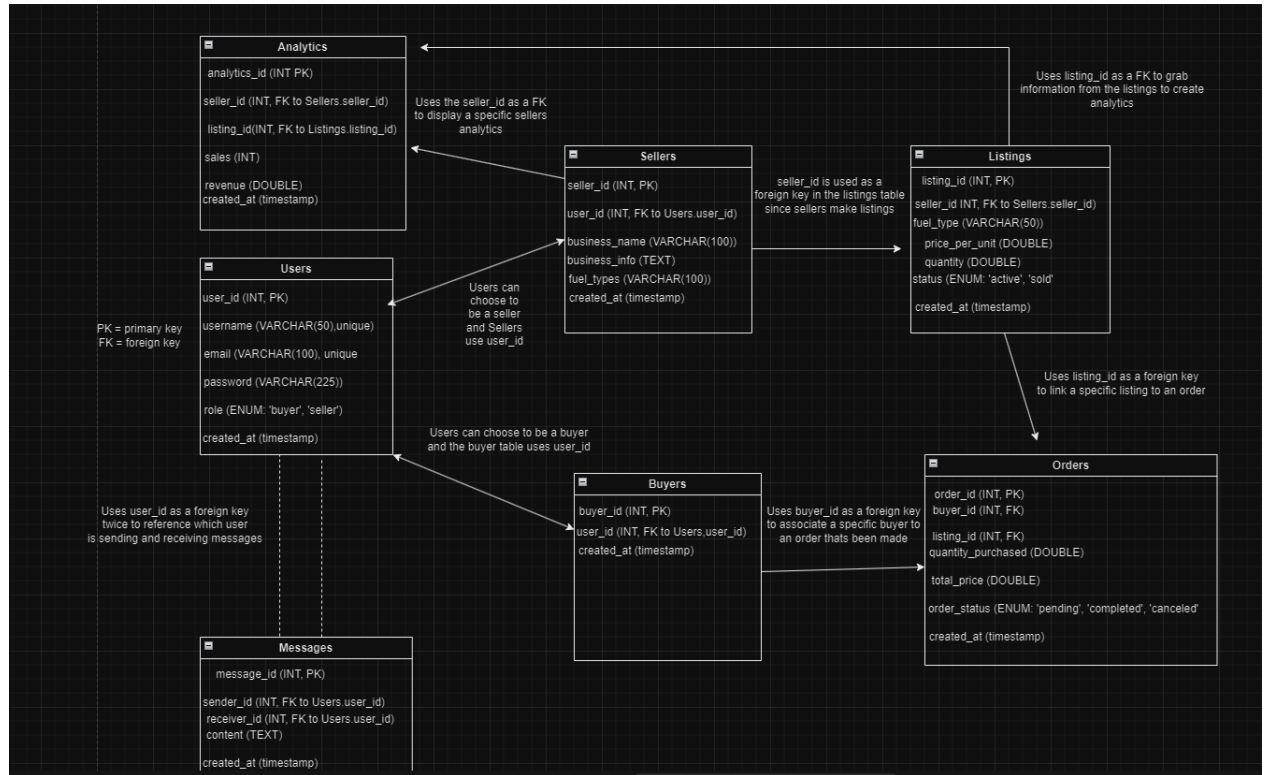 Analytics
analytics_id (INT PK)
seller_id (INT, FK to Sellers.seller_id)
listing_id(INT, FK to Listings.listing_id)
sales (INT)
revenue (DOUBLE)
created_at (timestamp)
Uses the seller_id as a FK
to display a specific sellers
analytics
Uses listing_id as a FK to grab
information from the listings to create
analytics
Sellers
seller_id (INT, PK)
user_id (INT, FK to Users.user_id)
business_name (VARCHAR(100))
business_info (TEXT)
fuel_types (VARCHAR(100))
created_at (timestamp)
seller_id is used as a
foreign key in the listings table
since sellers make listings
Listings
listing_id (INT, PK)
seller_id INT, FK to Sellers.seller_id)
fuel_type (VARCHAR(50))
price_per_unit (DOUBLE)
quantity (DOUBLE)
status (ENUM: 'active', 'sold'
created_at (timestamp)
PK = primary key
FK = foreign key
Users
user_id (INT, PK)
username (VARCHAR(50),unique)
email (VARCHAR(100), unique
password (VARCHAR(225))
role (ENUM: 'buyer', 'seller')
created_at (timestamp)
Users can
choose to
be a seller
and Sellers
use user_id
Uses listing_id as a foreign key
to link a specific listing to an order
Users can choose to be a buyer
and the buyer table uses user_id
Uses user_id as a foreign key
twice to reference which user
is sending and receiving messages
Buyers
buyer_id (INT, PK)
user_id (INT, FK to Users,user_id)
created_at (timestamp)
Uses buyer_id as a foreign key
to associate a specific buyer to
an order thats been made
Orders
order_id (INT, PK)
buyer_id (INT, FK)
listing_id (INT, FK)
quantity_purchased (DOUBLE)
total_price (DOUBLE)
order_status (ENUM: 'pending', 'completed', 'canceled'
created_at (timestamp)
Messages
message_id (INT, PK)
sender_id (INT, FK to Users.user_id)
receiver_id (INT, FK to Users.user_id)
content (TEXT)
created_at (timestamp)